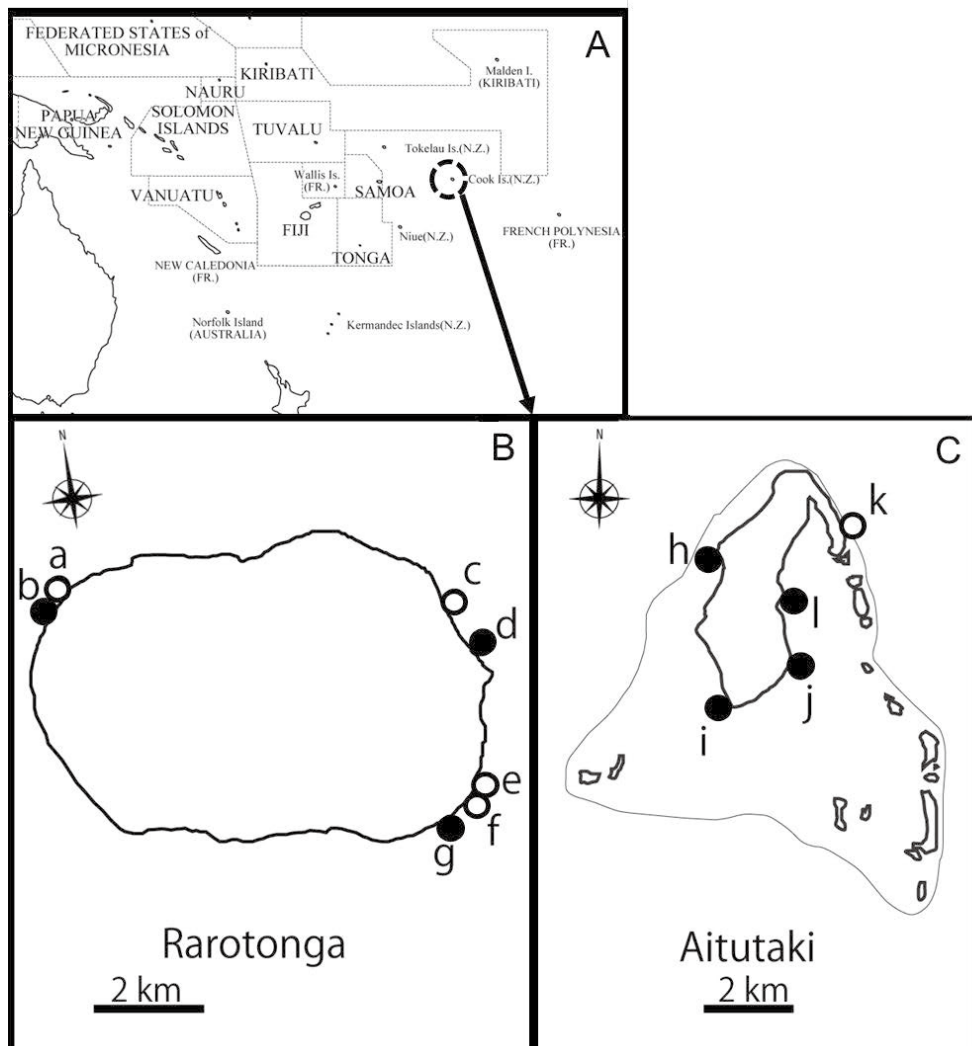 A
FEDERATED STATES of
MICRONESIA
KIRIBATI
Malden I.
(KIRIBATI)
NAURU
PAPUA
NEW GUINEA
SOLOMON
ISLANDS
TUVALU
Tokelau Is.(N.Z.)
Wallis Is.
(FR.)
SAMOA
Cook Is.(N.Z.)
VANUATU
FIJI
Niue(N.Z.)
FRENCH POLYNESIA
(FR.)
TONGA
NEW CALEDONIA
(FR.)
Norfolk Island
(AUSTRALIA)
Kermandec Islands(N.Z.)
B
N
a
b
c
d
e
f
g
Rarotonga
2 km
C
N
k
h
l
j
i
Aitutaki
2 km